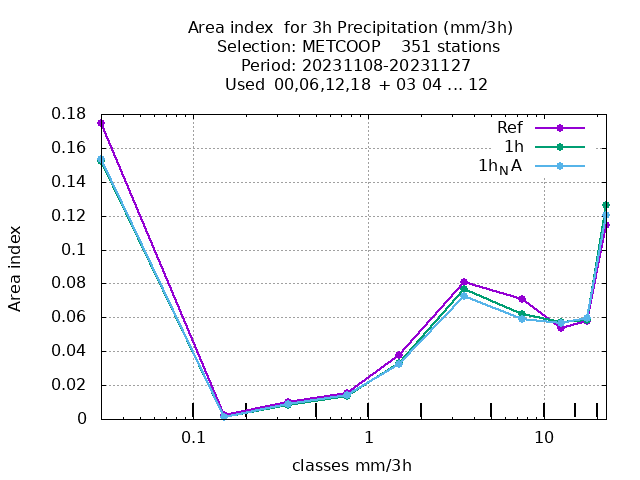 Area index  for 3h Precipitation (mm/3h)
Selection: METCOOP    351 stations
Period: 20231108-20231127
Used  00,06,12,18 + 03 04 ... 12
Ref
1h
1h_N A
0.18
0.16
0.14
0.12
0.1
0.08
0.06
0.04
0.02
0
Area index
0.1 1 10
classes mm/3h